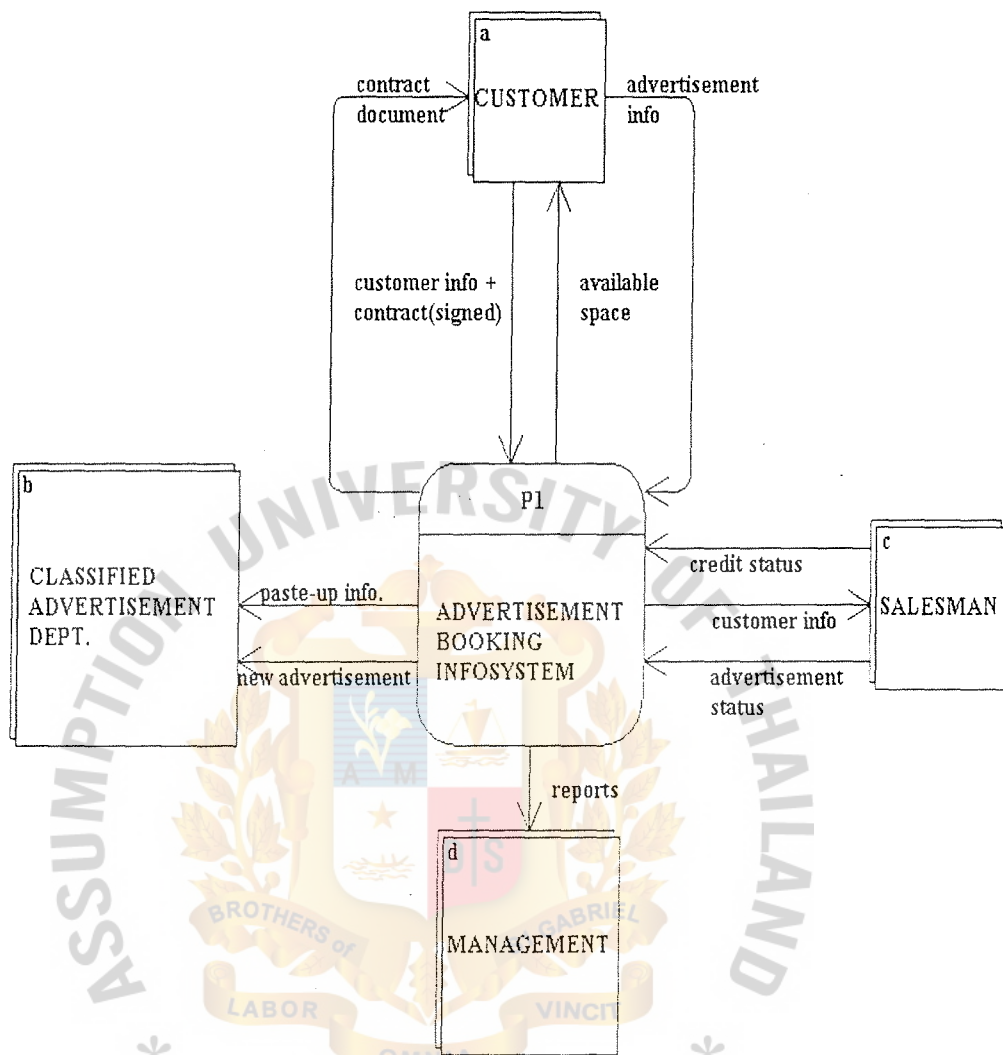 a
contract
document
CUSTOMER
advertisement
info
customer info +
contract(signed)
available
space
b
CLASSIFIED
ADVERTISEMENT
DEPT.
P1
ADVERTISEMENT
BOOKING
INFOSYSTEM
paste-up info.
new advertisement
c
SALESMAN
credit status
customer info
advertisement
status
reports
d
MANAGEMENT
ASSUMPTION UNIVERSITY OF THAILAND
A M
D S
BROTHERS of
GABRIEL
LABOR
VINCIT